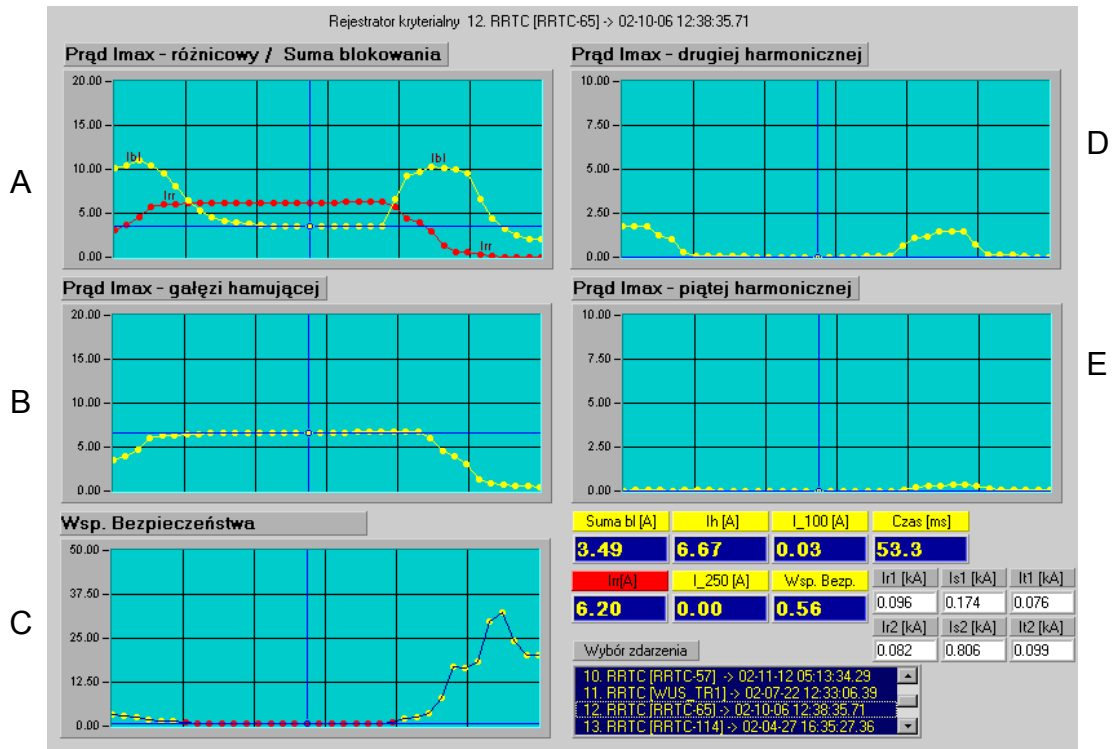 Rejestrator kryterialny 12. RRTC [RRTC-65] -> 02-10-06 12:38:35.71
Prąd Imax - różnicowy / Suma blokowania
20.00
15.00
10.00
5.00
0.00
Ibl
Irr
Ibl
Irr
A
Prąd Imax - drugiej harmonicznej
10.00
7.50
5.00
2.50
0.00
D
Prąd Imax - gałęzi hamującej
20.00
15.00
10.00
5.00
0.00
B
Prąd Imax - piątej harmonicznej
10.00
7.50
5.00
2.50
0.00
E
Wsp. Bezpieczeństwa
50.00
37.50
25.00
12.50
0.00
C
Suma bl [A] Ih [A] I_100 [A] Czas [ms]
3.49 6.67 0.03 53.3
Irr[A] I_250 [A] Wsp. Bezp. Ir1 [kA] Is1 [kA] It1 [kA]
6.20 0.00 0.56 0.096 0.174 0.076
Ir2 [kA] Is2 [kA] It2 [kA]
Wybór zdarzenia 0.082 0.806 0.099
10. RRTC [RRTC-57] -> 02-11-12 05:13:34.29
11. RRTC [WUS_TR1] -> 02-07-22 12:33:06.39
12. RRTC [RRTC-65] -> 02-10-06 12:38:35.71
13. RRTC [RRTC-114] -> 02-04-27 16:35:27.36